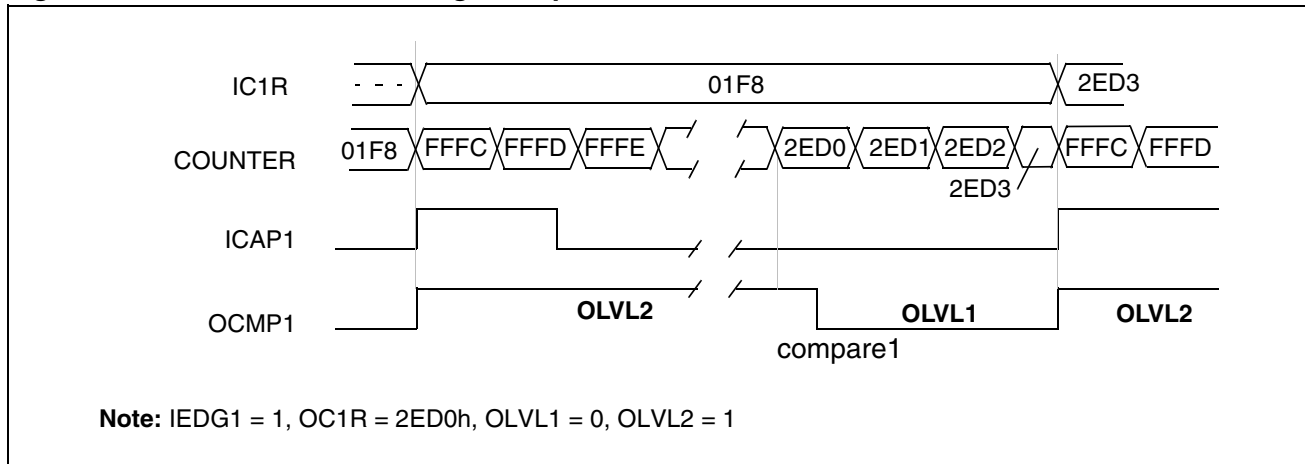 IC1R - - - 01F8 2ED3
COUNTER 01F8 FFFC FFFD FFFE 2ED0 2ED1 2ED2 FFFC FFFD
2ED3
ICAP1
OCMP1 OLVL2 OLVL1 OLVL2
compare1
Note: IEDG1 = 1, OC1R = 2ED0h, OLVL1 = 0, OLVL2 = 1